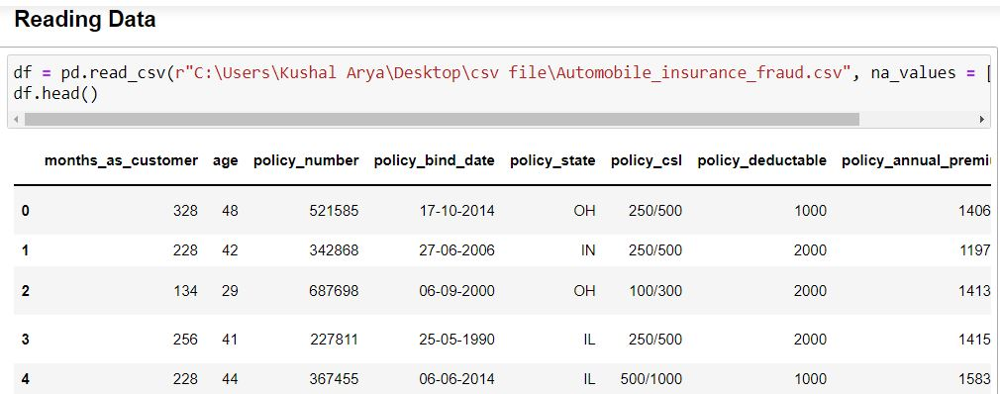 Reading Data
df = pd.read_csv(r"C:\Users\Kushal Arya\Desktop\csv file\Automobile_insurance_fraud.csv", na_values = [
df.head()
months_as_customer age policy_number policy_bind_date policy_state policy_csl policy_deductable policy_annual_premi
0 328 48 521585 17-10-2014 OH 250/500 1000 1406
1 228 42 342868 27-06-2006 IN 250/500 2000 1197
2 134 29 687698 06-09-2000 OH 100/300 2000 1413
3 256 41 227811 25-05-1990 IL 250/500 2000 1415
4 228 44 367455 06-06-2014 IL 500/1000 1000 1583